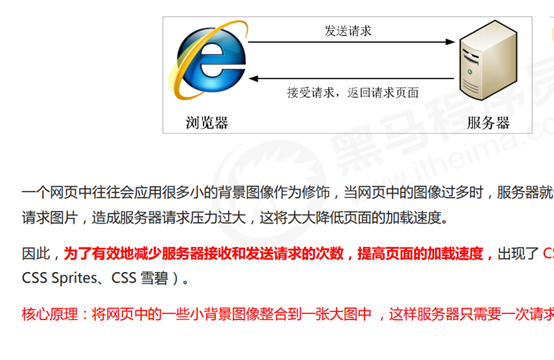 发送请求
接受请求，返回请求页面
浏览器
服务器
黑马程序员
www.itheima.com
一个网页中往往会应用很多小的背景图像作为修饰，当网页中的图像过多时，服务器就
请求图片，造成服务器请求压力过大，这将大大降低页面的加载速度。
因此，为了有效地减少服务器接收和发送请求的次数，提高页面的加载速度，出现了 CS
CSS Sprites、CSS 雪碧）。
核心原理：将网页中的一些小背景图像整合到一张大图中 ，这样服务器只需要一次请求